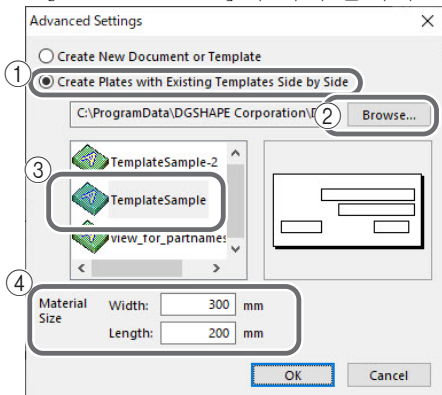 Advanced Settings
Create New Document or Template
① Create Plates with Existing Templates Side by Side
C:\ProgramData\DGSHAPE Corporation\ ② Browse...
③
TemplateSample-2
TemplateSample
view_for_partnames
④
Material Size Width: 300 mm
Length: 200 mm
OK Cancel